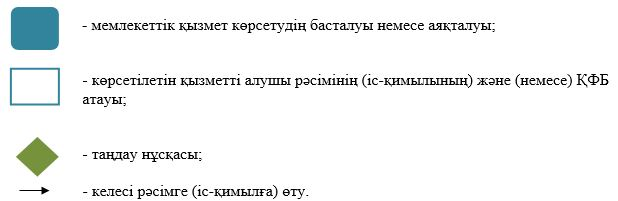 - мемлекеттік қызмет көрсетудің басталуы немесе аяқталуы;
- көрсетілетін қызметті алушы рәсімінің (іс-қимылының) және (немесе) ҚФБ
атауы;
- таңдау нұсқасы;
- келесі рәсімге (іс-қимылға) өту.